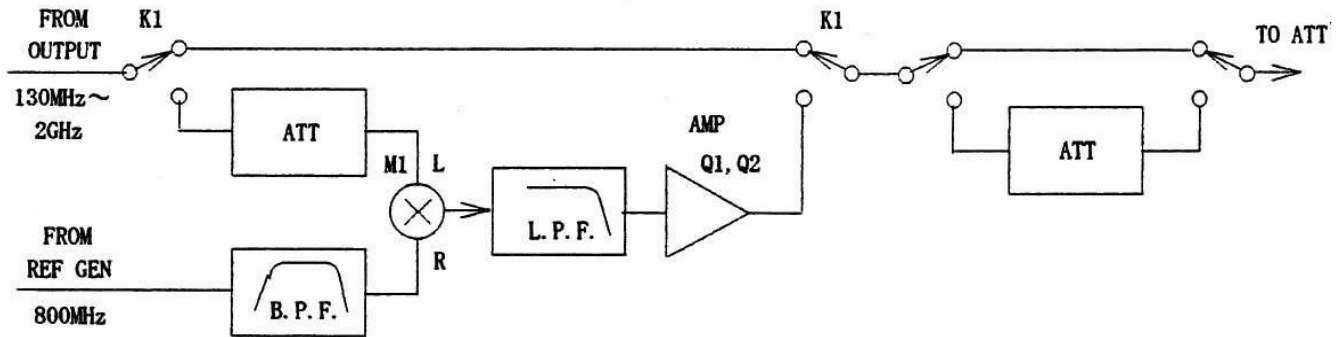 FROM
OUTPUT
130MHz~
2GHz
K1
K1
TO ATT
ATT
M1
L
AMP
Q1, Q2
ATT
L. P. F.
FROM
REF GEN
800MHz
R
B. P. F.